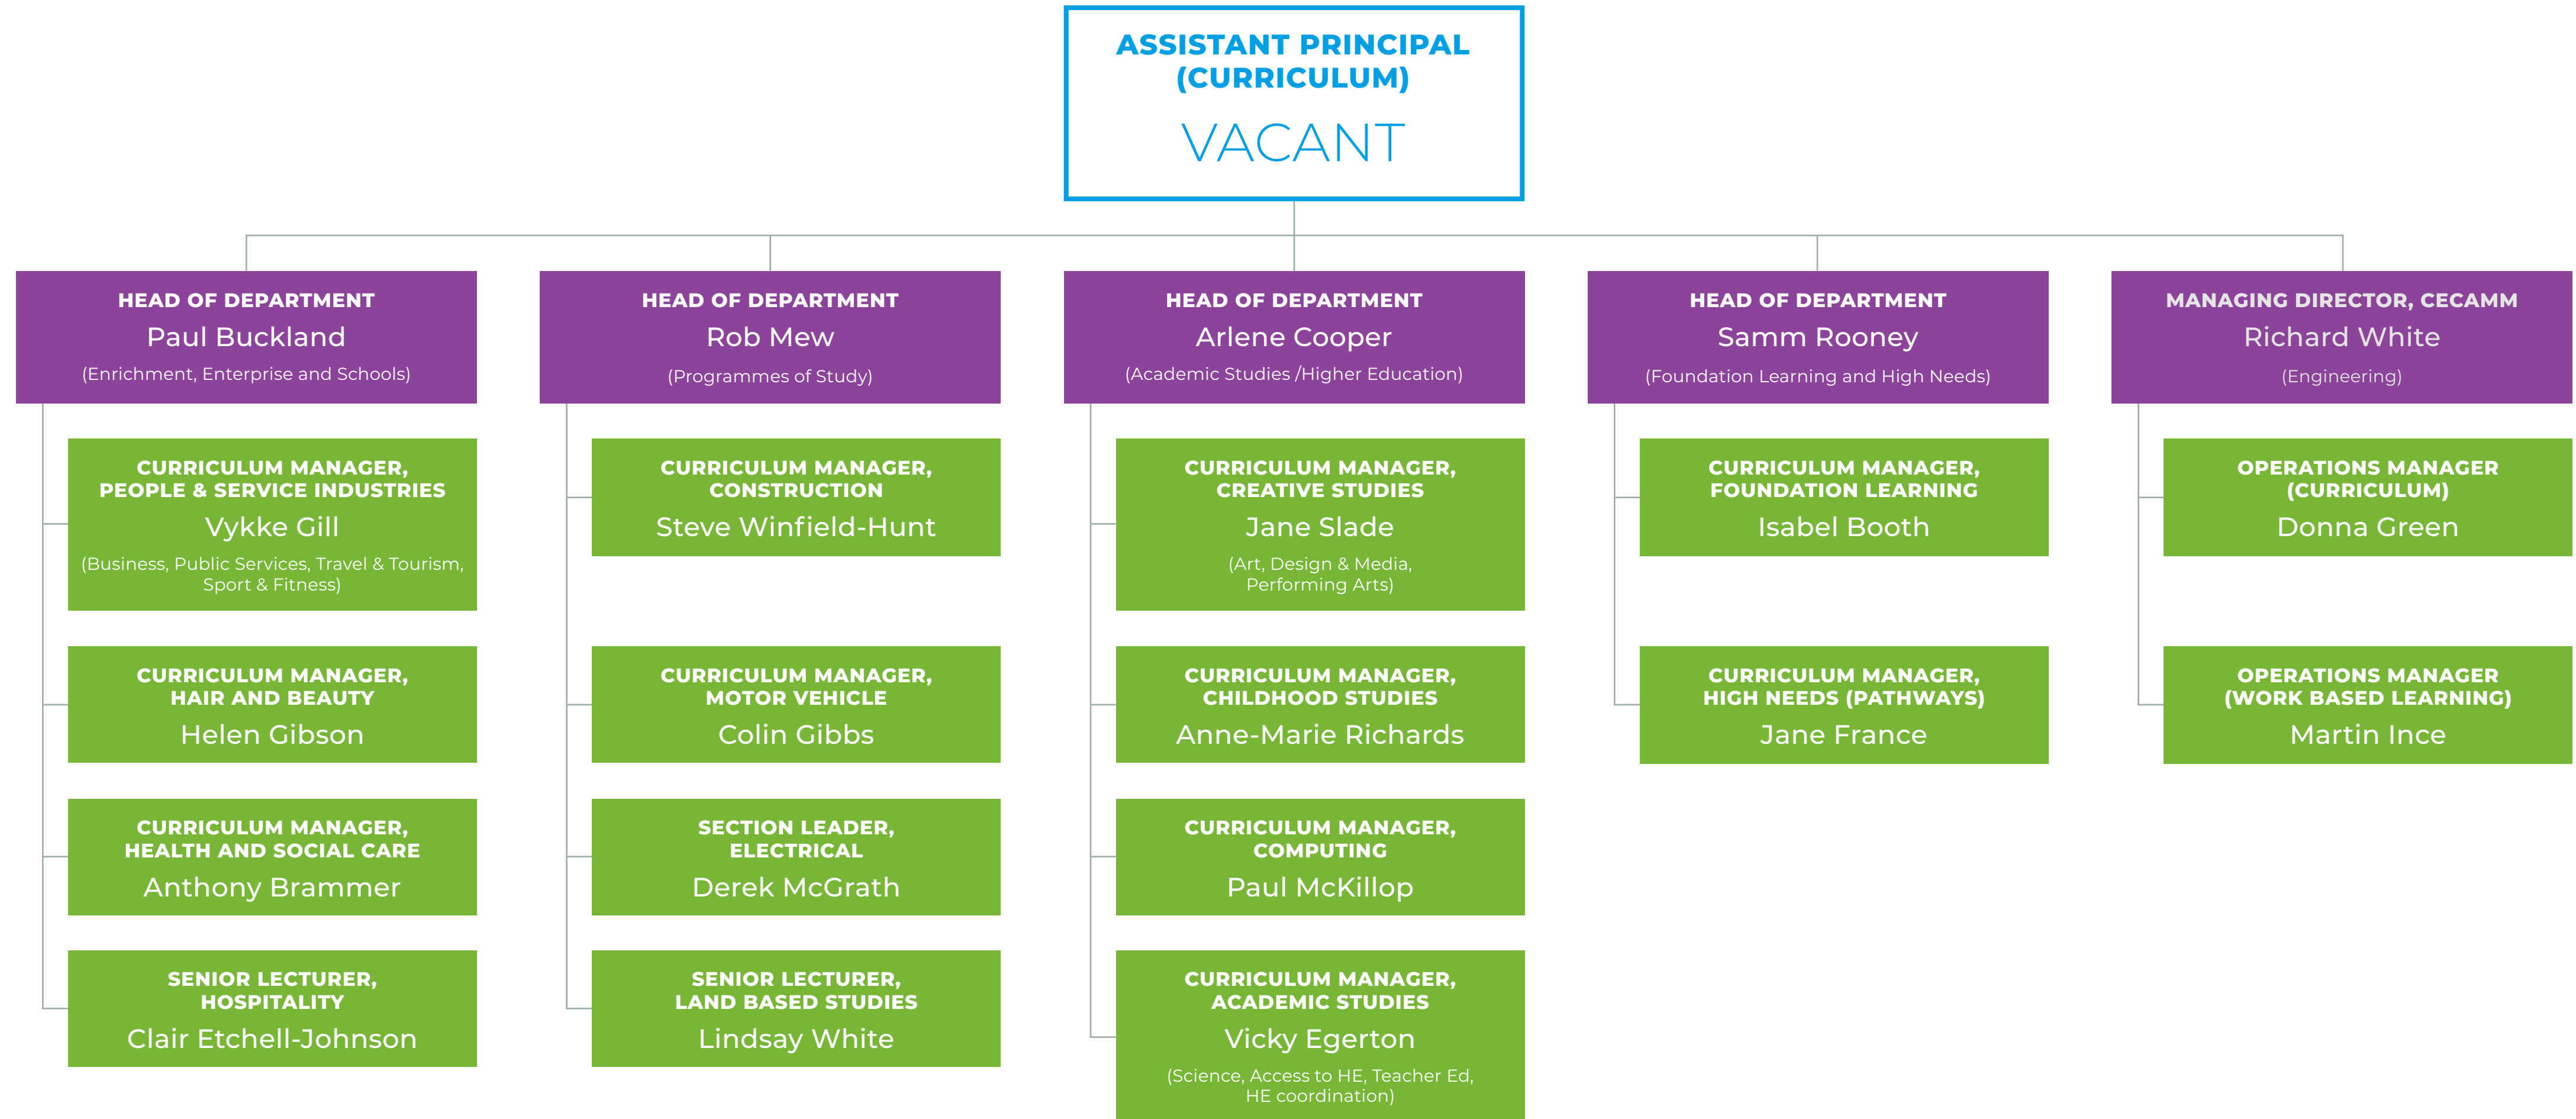 ASSISTANT PRINCIPAL
(CURRICULUM)
VACANT
HEAD OF DEPARTMENT
Paul Buckland
(Enrichment, Enterprise and Schools)
CURRICULUM MANAGER,
PEOPLE & SERVICE INDUSTRIES
Vykke Gill
(Business, Public Services, Travel & Tourism,
Sport & Fitness)
CURRICULUM MANAGER,
HAIR AND BEAUTY
Helen Gibson
CURRICULUM MANAGER,
HEALTH AND SOCIAL CARE
Anthony Brammer
SENIOR LECTURER,
HOSPITALITY
Clair Etchell-Johnson
HEAD OF DEPARTMENT
Rob Mew
(Programmes of Study)
CURRICULUM MANAGER,
CONSTRUCTION
Steve Winfield-Hunt
CURRICULUM MANAGER,
MOTOR VEHICLE
Colin Gibbs
SECTION LEADER,
ELECTRICAL
Derek McGrath
SENIOR LECTURER,
LAND BASED STUDIES
Lindsay White
HEAD OF DEPARTMENT
Arlene Cooper
(Academic Studies /Higher Education)
CURRICULUM MANAGER,
CREATIVE STUDIES
Jane Slade
(Art, Design & Media,
Performing Arts)
CURRICULUM MANAGER,
CHILDHOOD STUDIES
Anne-Marie Richards
CURRICULUM MANAGER,
COMPUTING
Paul McKillop
CURRICULUM MANAGER,
ACADEMIC STUDIES
Vicky Egerton
(Science, Access to HE, Teacher Ed,
HE coordination)
HEAD OF DEPARTMENT
Samm Rooney
(Foundation Learning and High Needs)
CURRICULUM MANAGER,
FOUNDATION LEARNING
Isabel Booth
CURRICULUM MANAGER,
HIGH NEEDS (PATHWAYS)
Jane France
MANAGING DIRECTOR, CECAMM
Richard White
(Engineering)
OPERATIONS MANAGER
(CURRICULUM)
Donna Green
OPERATIONS MANAGER
(WORK BASED LEARNING)
Martin Ince